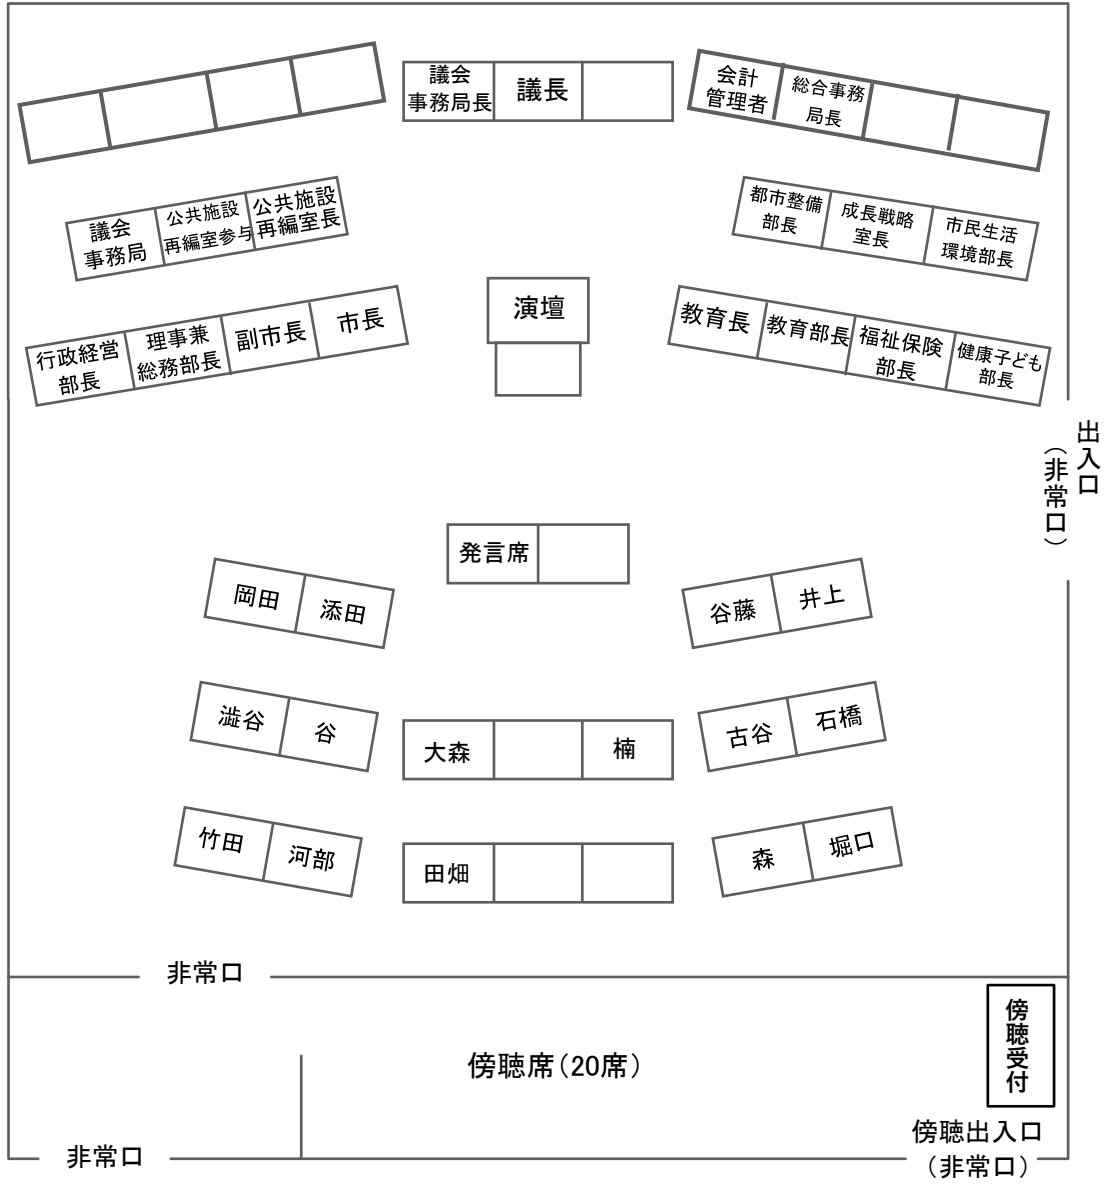 議会
事務局長
議長
会計
管理者
総合事務
局長
議会
事務局
公共施設
再編室参与
公共施設
再編室長
都市整備
部長
成長戦略
室長
市民生活
環境部長
行政経営
部長
理事兼
総務部長
副市長
市長
演壇
教育長
教育部長
福祉保険
部長
健康子ども
部長
出入口
（非常口）
発言席
岡田
添田
谷藤
井上
澁谷
谷
大森
楠
古谷
石橋
竹田
河部
田畑
森
堀口
非常口
傍聴受付
傍聴席（20席）
非常口
傍聴出入口
（非常口）